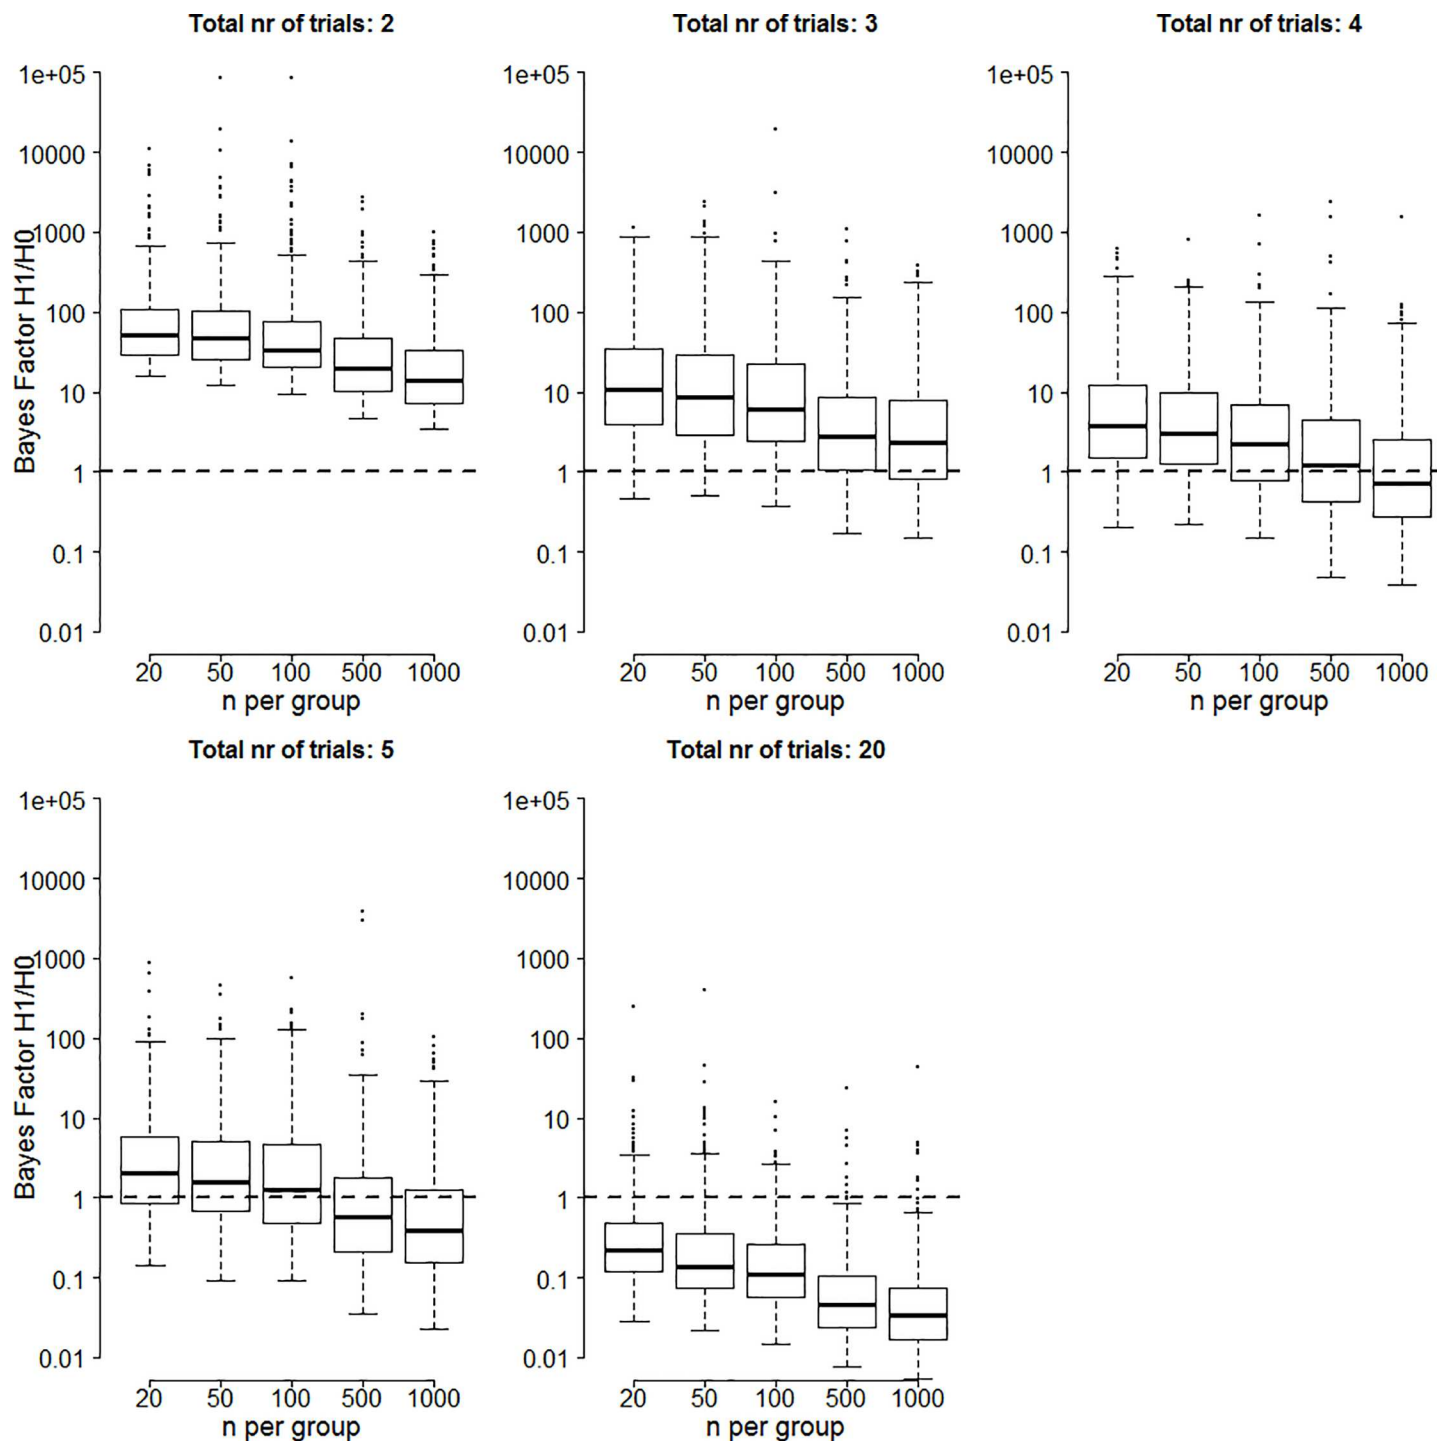 Total nr of trials: 2
Bayes Factor H1/H0
1e+05
10000
1000
100
10
1
0.1
0.01
20 50 100 500 1000
n per group
Total nr of trials: 3
1e+05
10000
1000
100
10
1
0.1
0.01
20 50 100 500 1000
n per group
Total nr of trials: 4
1e+05
10000
1000
100
10
1
0.1
0.01
20 50 100 500 1000
n per group
Total nr of trials: 5
Bayes Factor H1/H0
1e+05
10000
1000
100
10
1
0.1
0.01
20 50 100 500 1000
n per group
Total nr of trials: 20
1e+05
10000
1000
100
10
1
0.1
0.01
20 50 100 500 1000
n per group